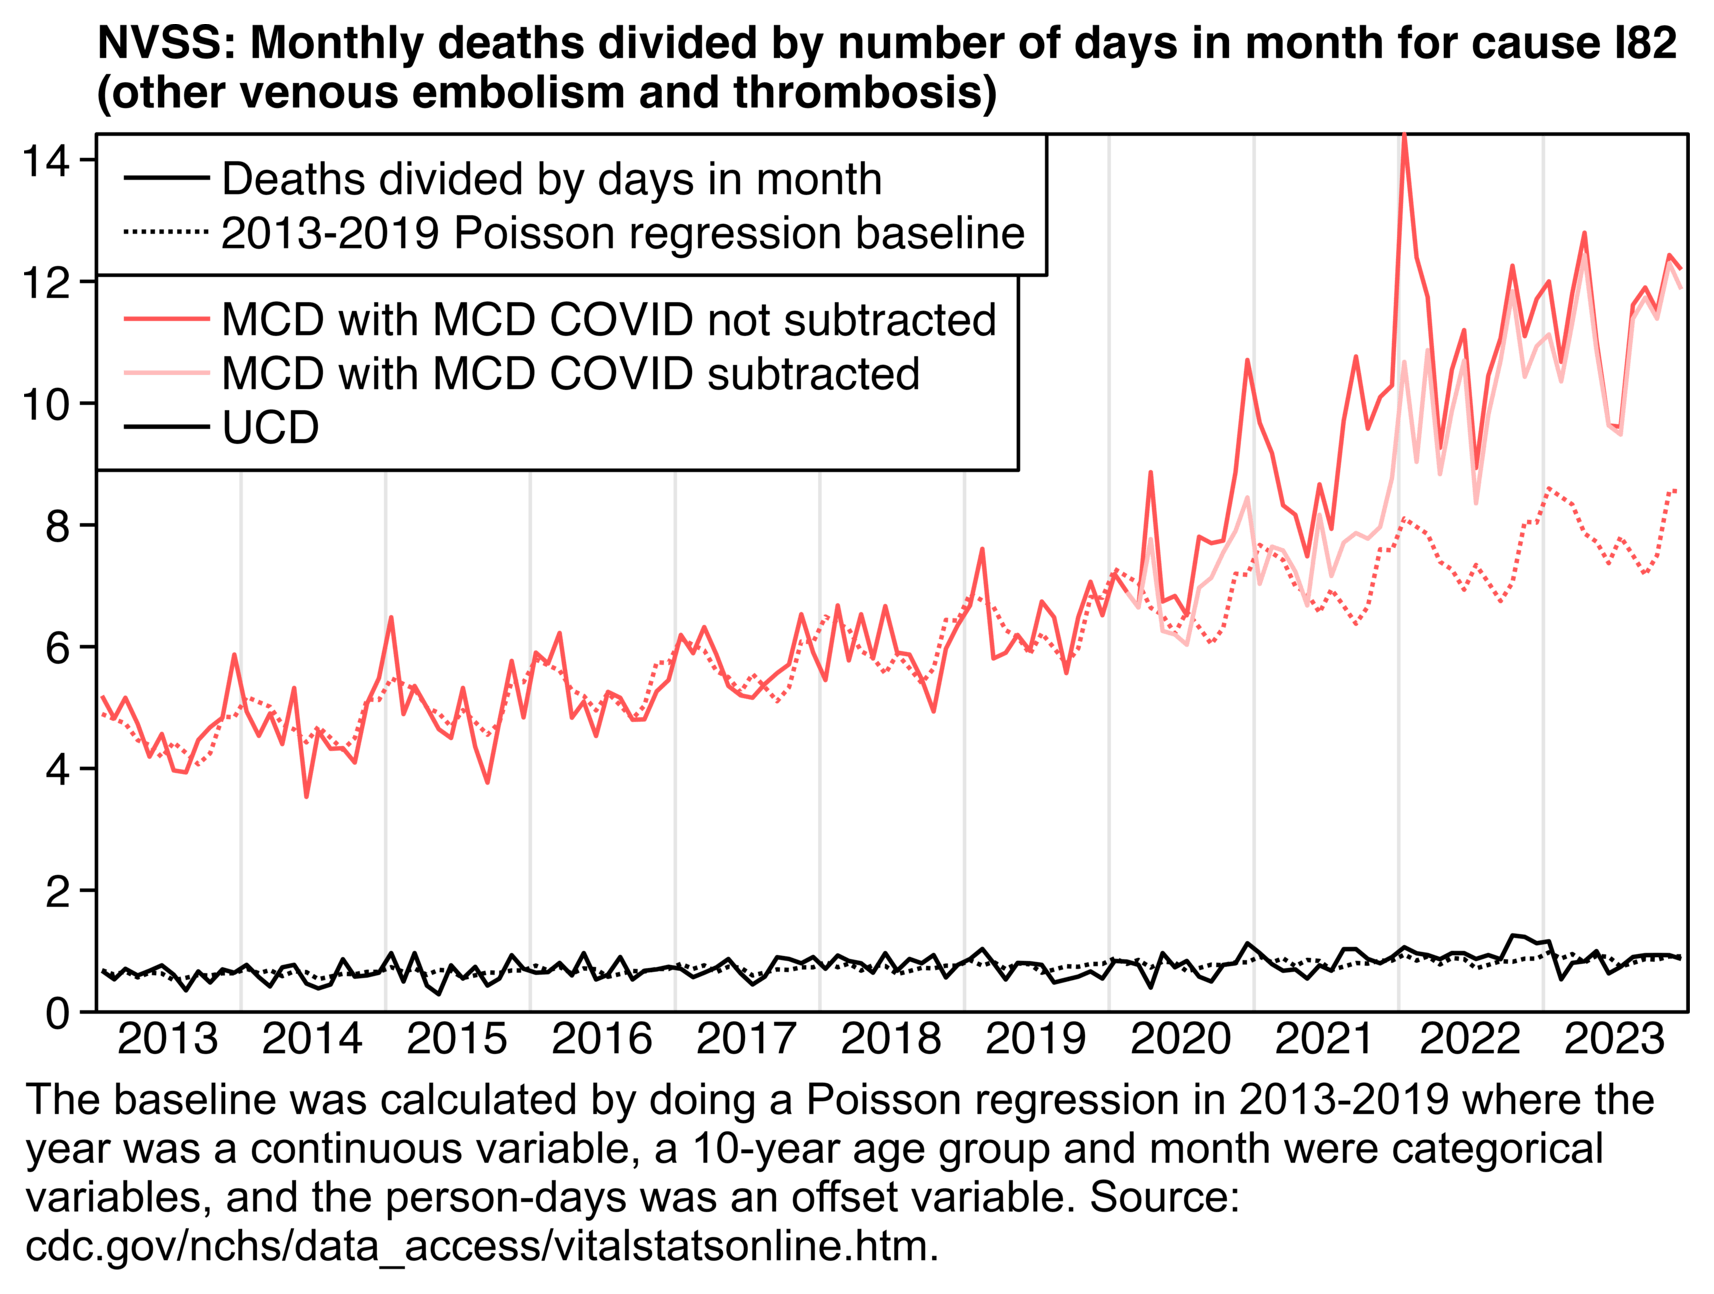 NVSS: Monthly deaths divided by number of days in month for cause I82
(other venous embolism and thrombosis)
14
12
10
8
6
4
2
0
Deaths divided by days in month
2013-2019 Poisson regression baseline
MCD with MCD COVID not subtracted
MCD with MCD COVID subtracted
UCD
2013 2014 2015 2016 2017 2018 2019 2020 2021 2022 2023
The baseline was calculated by doing a Poisson regression in 2013-2019 where the
year was a continuous variable, a 10-year age group and month were categorical
variables, and the person-days was an offset variable. Source:
cdc.gov/nchs/data_access/vitalstatsonline.htm.